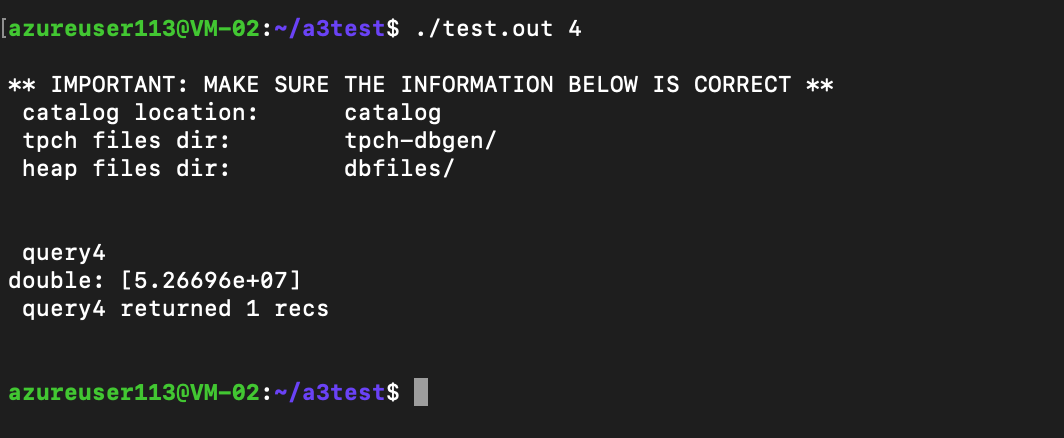 [azureuser113@VM-02:~/a3test$ ./test.out 4
** IMPORTANT: MAKE SURE THE INFORMATION BELOW IS CORRECT **
catalog location: catalog
tpch files dir: tpch-dbgen/
heap files dir: dbfiles/
query4
double: [5.26696e+07]
query4 returned 1 recs
azureuser113@VM-02:~/a3test$